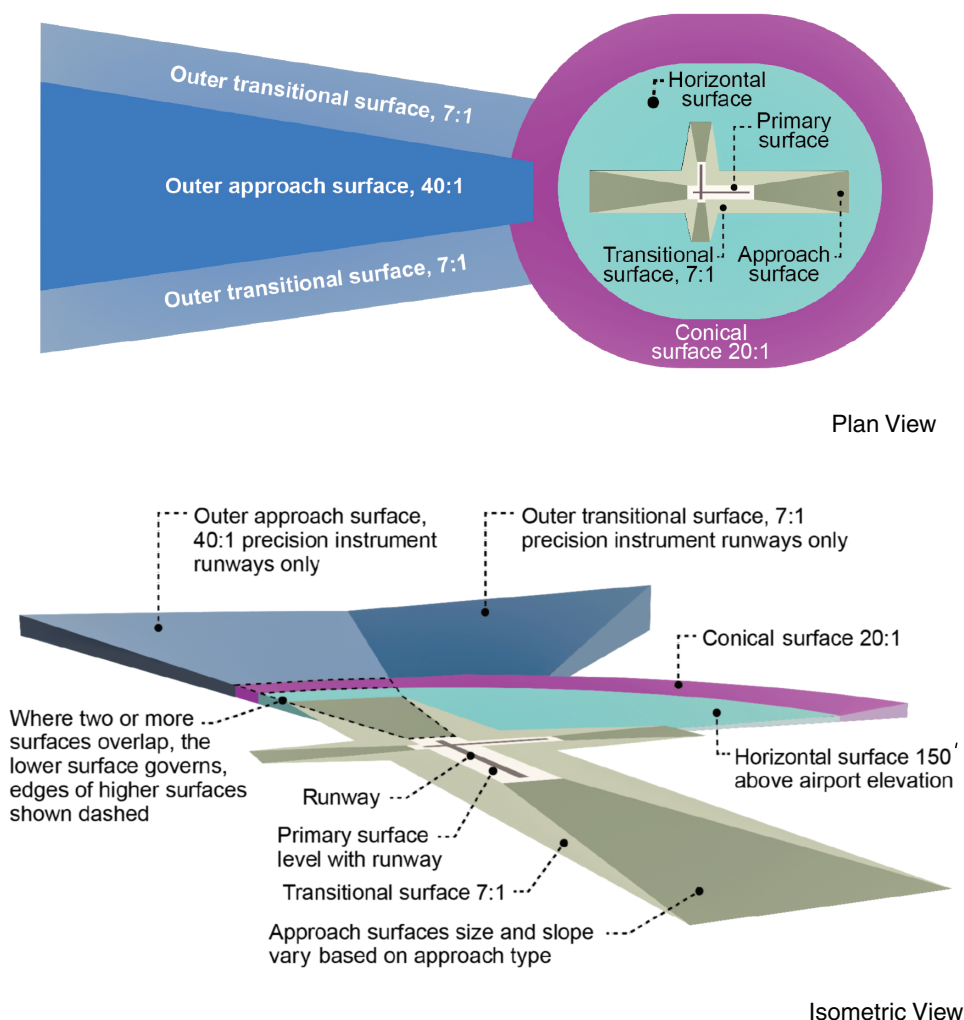 Outer transitional surface, 7:1
Outer approach surface, 40:1
Outer transitional surface, 7:1
Horizontal
surface
Primary
surface
Transitional
surface, 7:1
Approach
surface
Conical
surface 20:1
Plan View
Outer approach surface,
40:1 precision instrument
runways only
Outer transitional surface, 7:1
precision instrument runways only
Conical surface 20:1
Where two or more
surfaces overlap, the
lower surface governs,
edges of higher surfaces
shown dashed
Horizontal surface 150'
above airport elevation
Runway
Primary surface
level with runway
Transitional surface 7:1
Approach surfaces size and slope
vary based on approach type
Isometric View